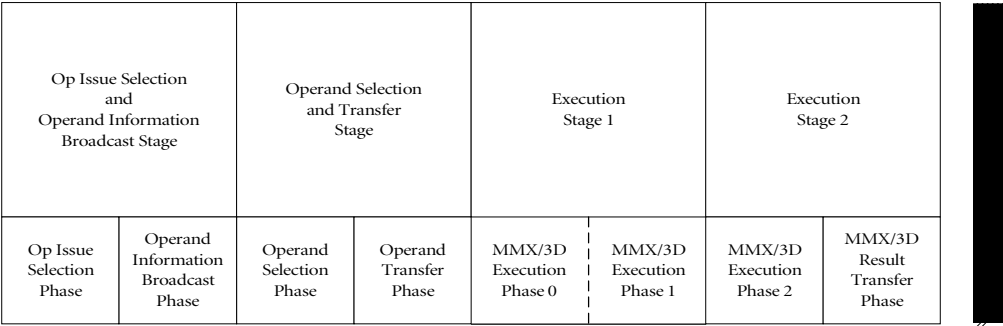 Op Issue Selection
and
Operand Information
Broadcast Stage
Operand Selection
and Transfer
Stage
Execution
Stage 1
Execution
Stage 2
Op Issue
Selection
Phase
Operand
Information
Broadcast
Phase
Operand
Selection
Phase
Operand
Transfer
Phase
MMX/3D
Execution
Phase 0
MMX/3D
Execution
Phase 1
MMX/3D
Execution
Phase 2
MMX/3D
Result
Transfer
Phase